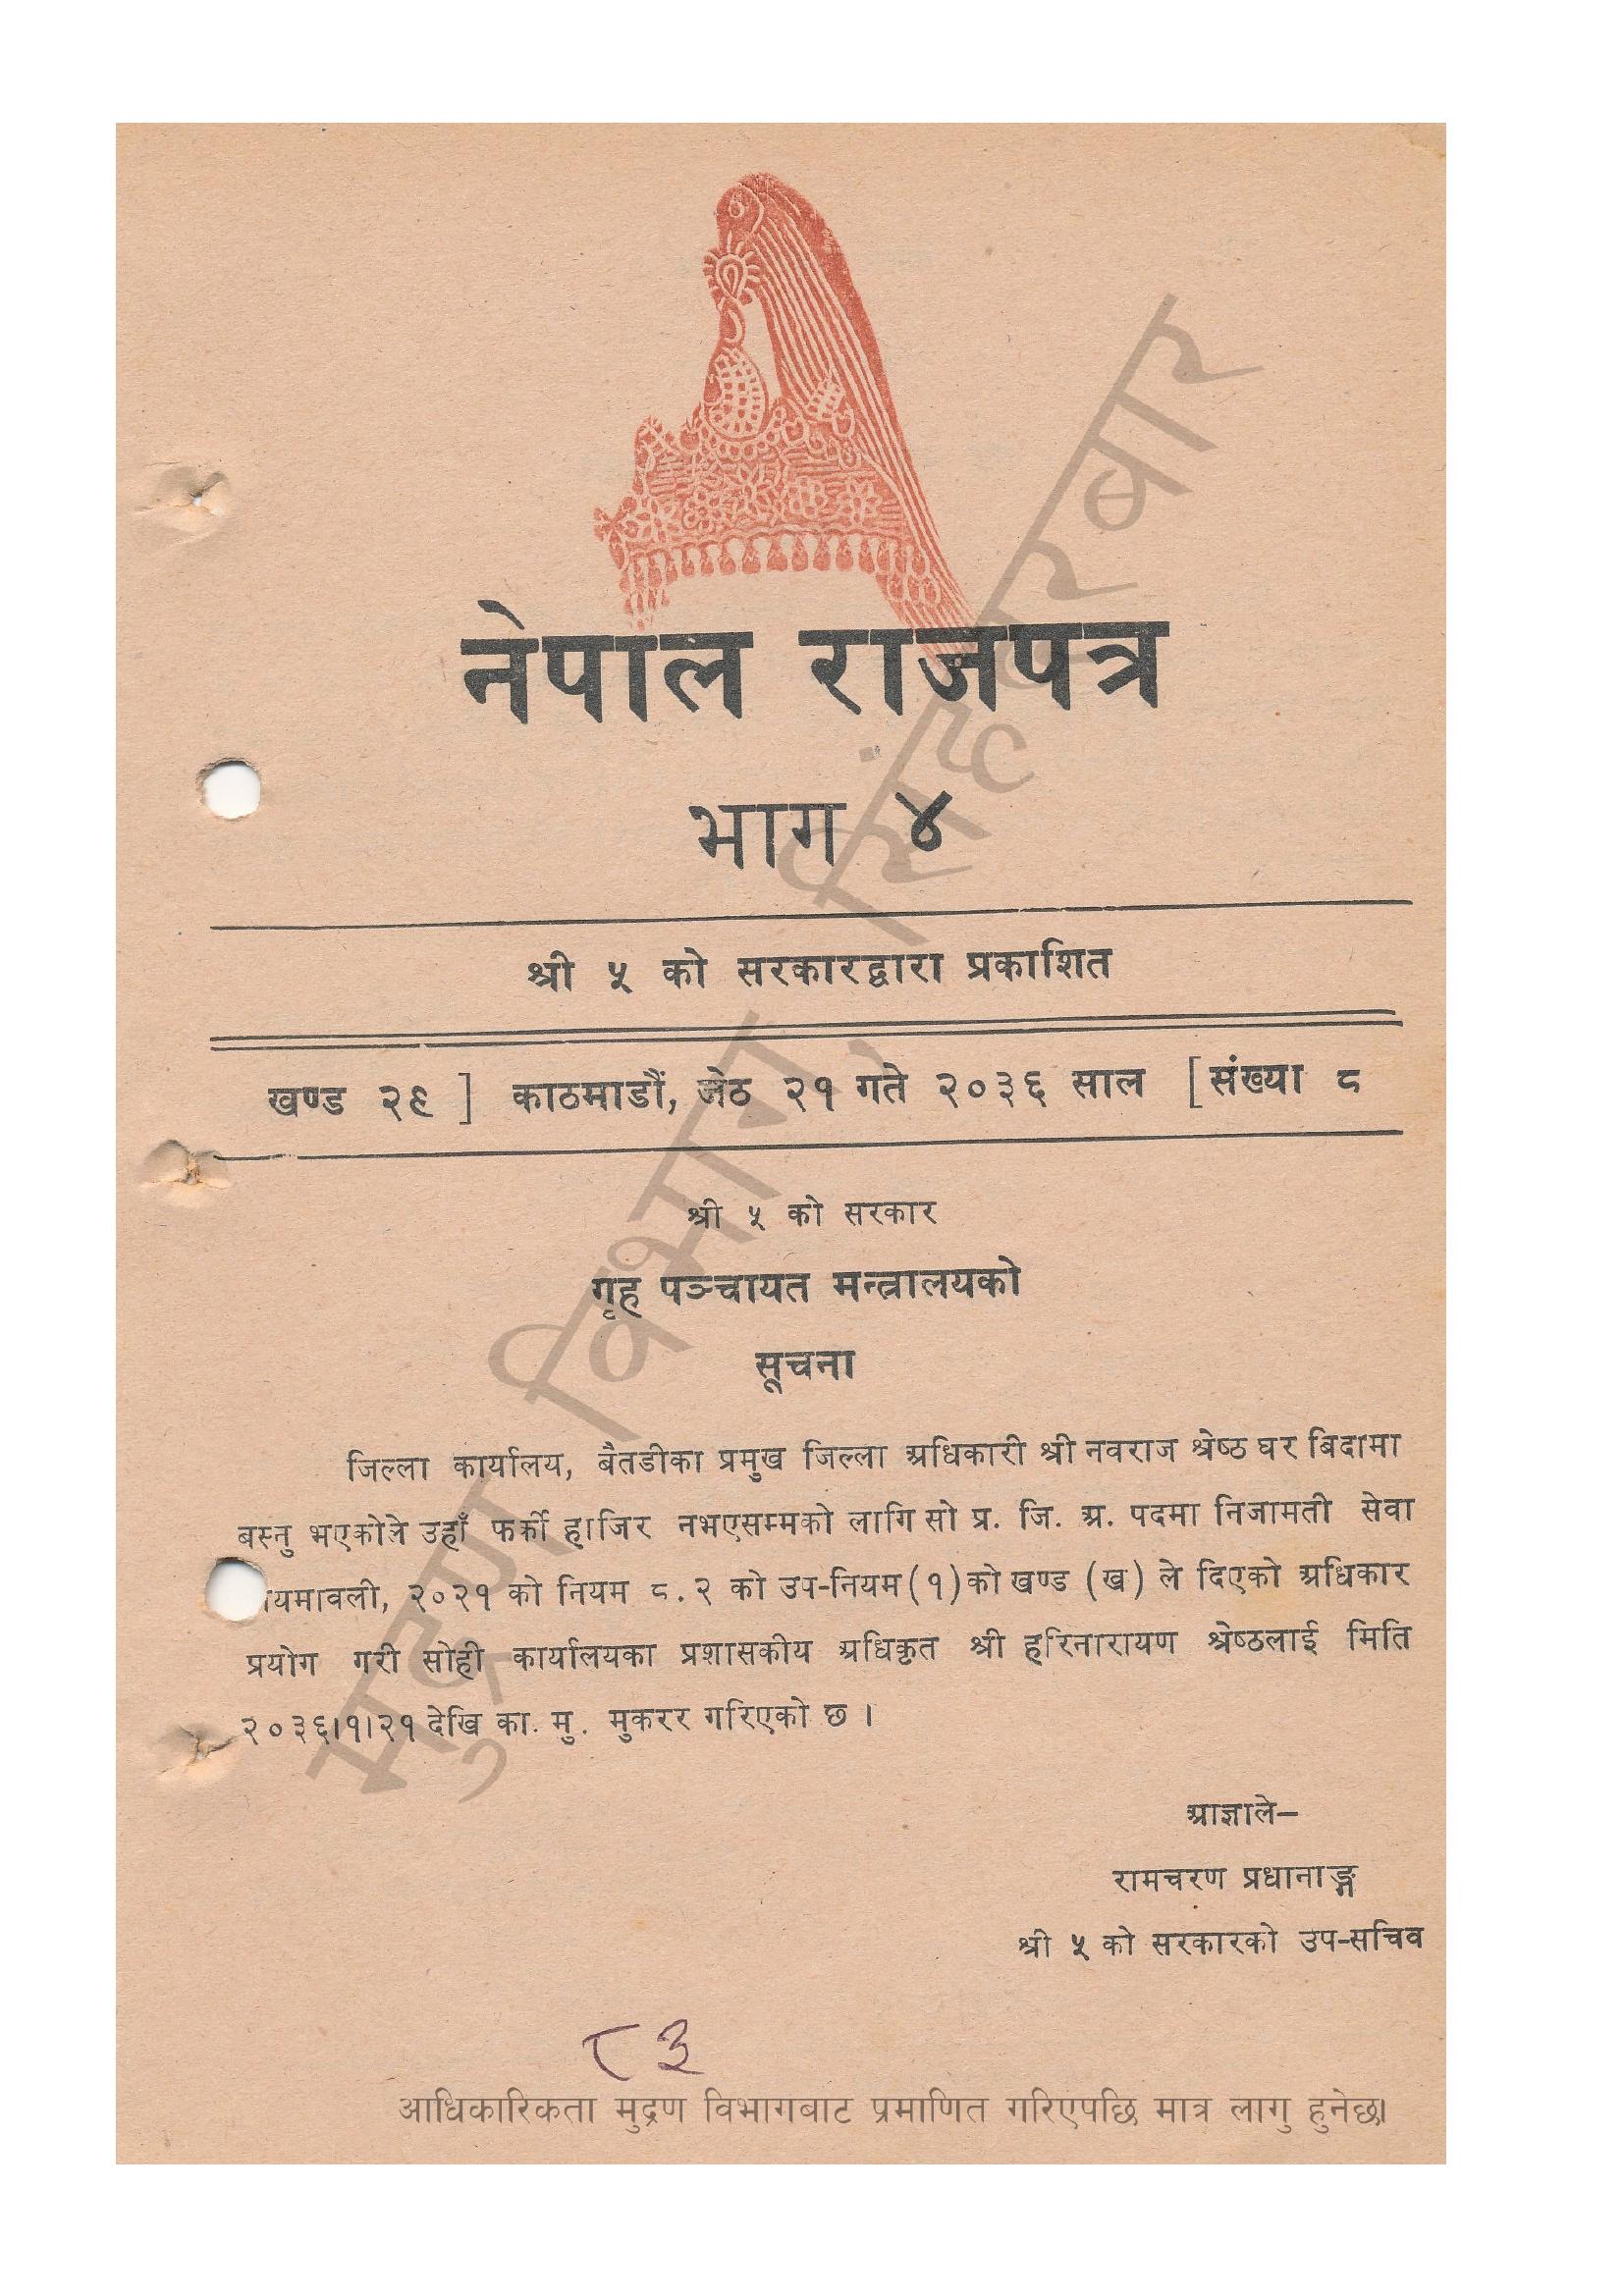 नेपाल राजपत्र
भाग ४
श्री ५ को सरकारद्वारा प्रकाशित
खण्ड २९ ] काठमाडौं, जेठ २१ गते २०३६ साल [ संख्या ८
श्री ५ को सरकार
गृह पञ्चायत मन्त्रालयको
सूचना
जिल्ला कार्यालय, बैतडीका प्रमुख जिल्ला अधिकारी श्री नवराज श्रेष्ठ घर बिदामा
बस्नु भएकोले उहाँ फर्की हाजिर नभएसम्मको लागि सो प्र. जि. अ. पदमा निजामती सेवा
यमावली, २०२१ को नियम ८.२ को उप-नियम (१) को खण्ड (ख) ले दिएको अधिकार
प्रयोग गरी सोही कार्यालयका प्रशासकीय अधिकृत श्री हरिनारायण श्रेष्ठलाई मिति
२०३६।१।२१ देखि का. मु. मुकरर गरिएको छ ।
आज्ञाले–
रामचरण प्रधानाङ्ग
श्री ५ को सरकारको उप-सचिव
८३
आधिकारिकता मुद्रण विभागबाट प्रमाणित गरिएपछि मात्र लागु हुनेछ।
मुद्रण विभाग, सिंहदरबार